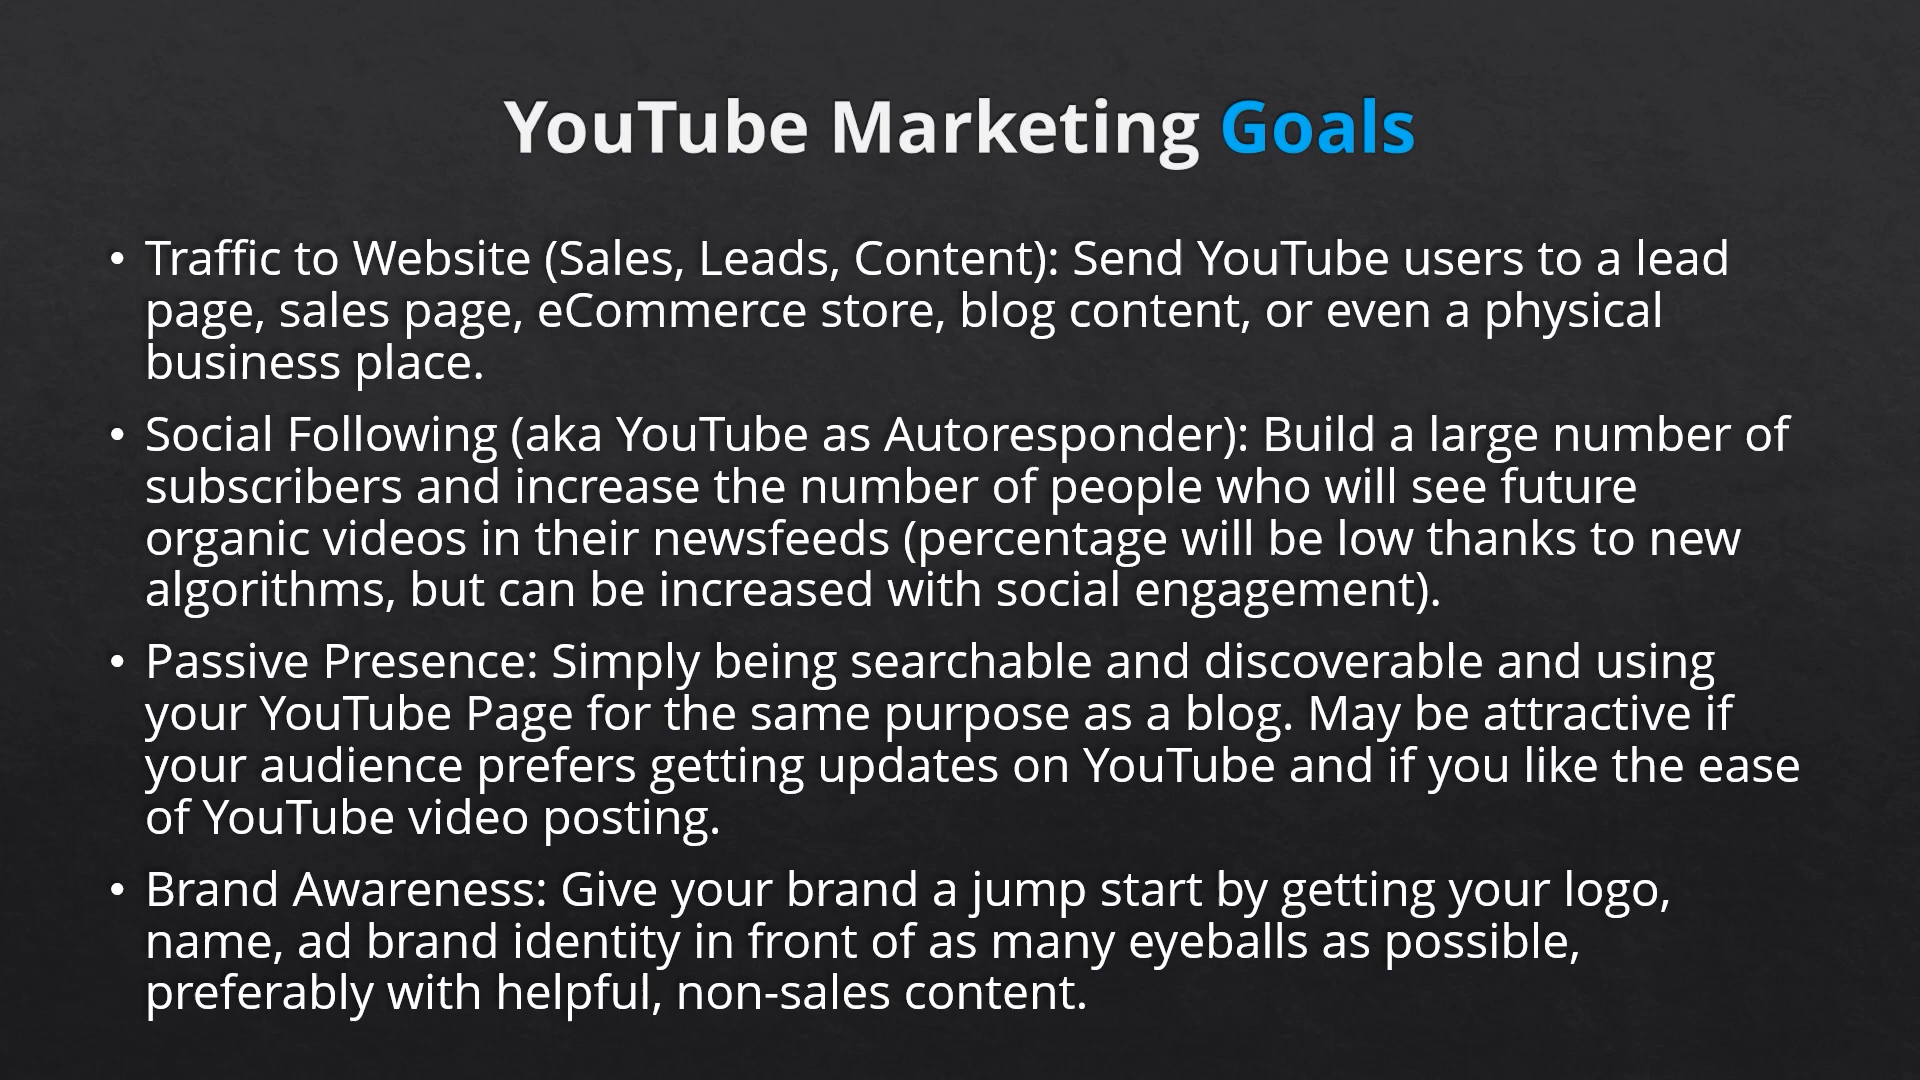 YouTube Marketing Goals
• Traffic to Website (Sales, Leads, Content): Send YouTube users to a lead
page, sales page, eCommerce store, blog content, or even a physical
business place.
• Social Following (aka YouTube as Autoresponder): Build a large number of
subscribers and increase the number of people who will see future
organic videos in their newsfeeds (percentage will be low thanks to new
algorithms, but can be increased with social engagement).
• Passive Presence: Simply being searchable and discoverable and using
your YouTube Page for the same purpose as a blog. May be attractive if
your audience prefers getting updates on YouTube and if you like the ease
of YouTube video posting.
• Brand Awareness: Give your brand a jump start by getting your logo,
name, ad brand identity in front of as many eyeballs as possible,
preferably with helpful, non-sales content.